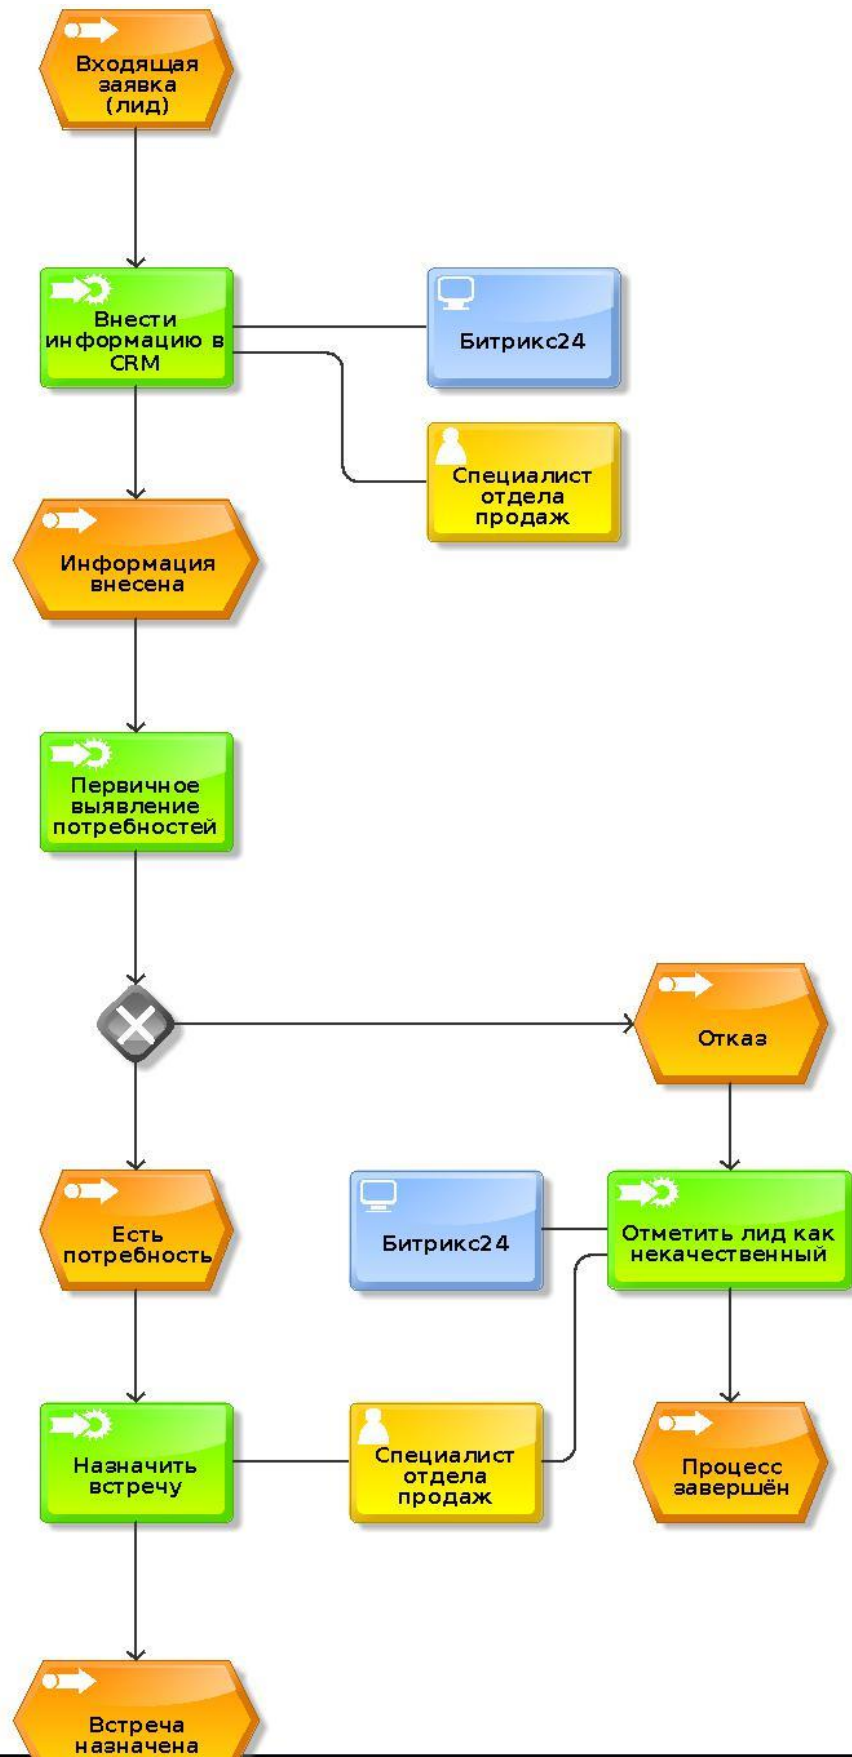 Входящая
заявка
(лид)
Внести
информацию в
CRM
Битрикс24
Специалист
отдела
продаж
Информация
внесена
Первичное
выявление
потребностей
Отказ
Есть
потребность
Битрикс24
Отметить лид как
некачественный
Назначить
встречу
Специалист
отдела
продаж
Процесс
завершён
Встреча
назначена